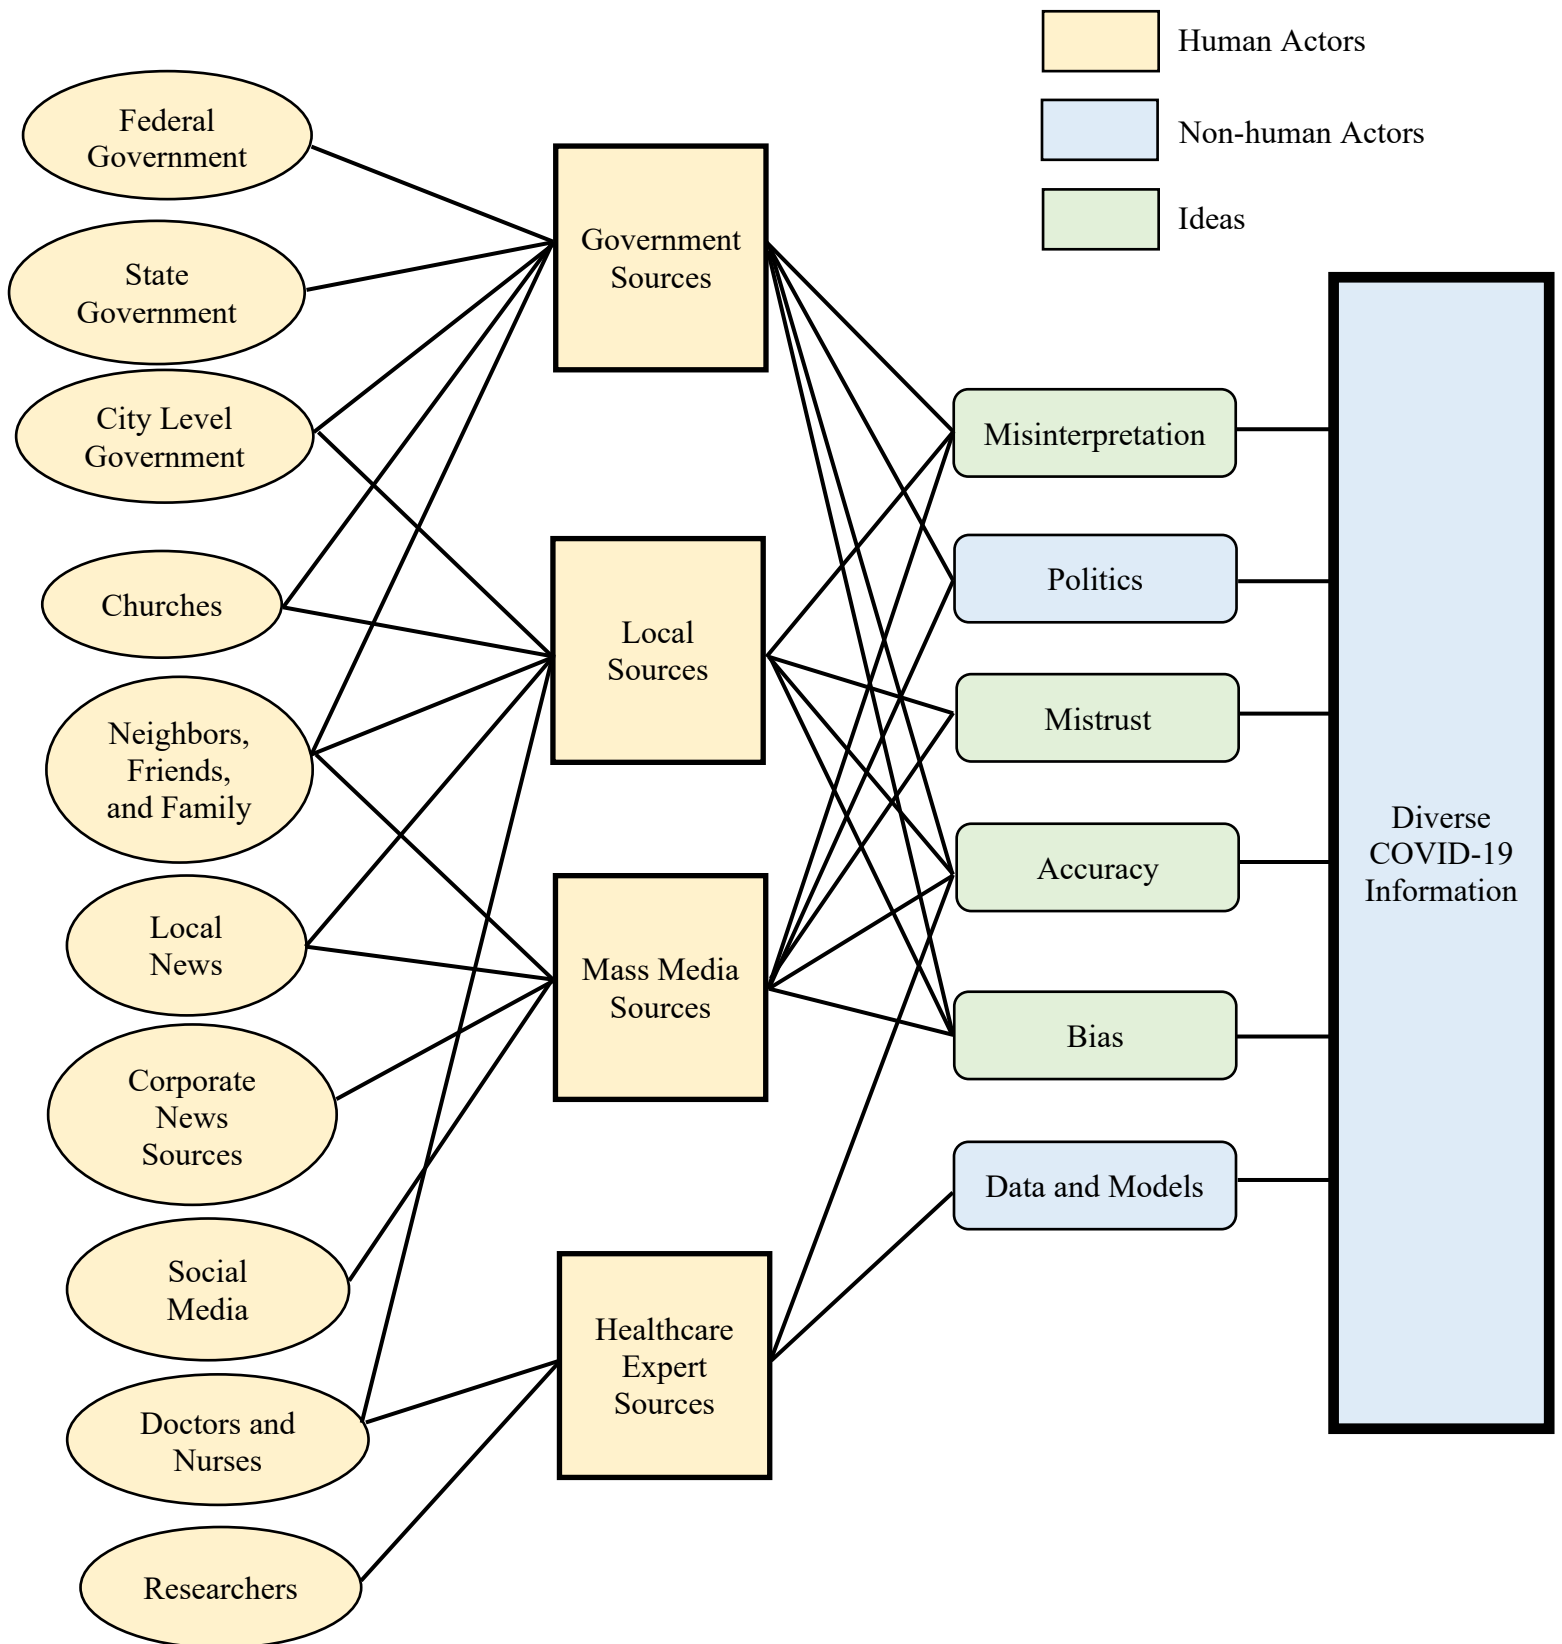 Human Actors
Non-human Actors
Ideas
Federal
Government
State
Government
City Level
Government
Churches
Neighbors,
Friends,
and Family
Local
News
Corporate
News
Sources
Social
Media
Doctors and
Nurses
Researchers
Government
Sources
Local
Sources
Mass Media
Sources
Healthcare
Expert
Sources
Misinterpretation
Politics
Mistrust
Accuracy
Bias
Data and Models
Diverse
COVID-19
Information